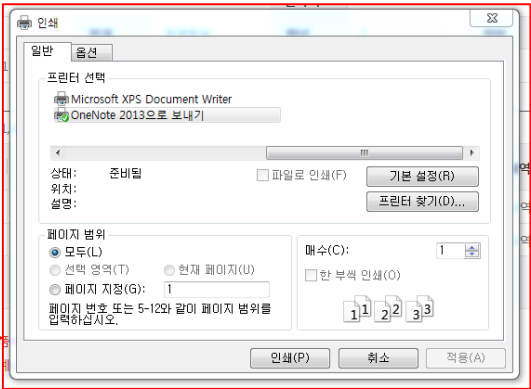 인쇄
일반
옵션
프린터 선택
Microsoft XPS Document Writer
OneNote 2013으로 보내기
상태: 준비됨
파일로 인쇄(F)
기본 설정(R)
위치:
설명:
프린터 찾기(D)...
페이지 범위
모두(L)
선택 영역(T)
현재 페이지(U)
페이지 지정(G): 1
페이지 번호 또는 5-12와 같이 페이지 범위를
입력하십시오.
매수(C): 1
한 부씩 인쇄(O)
1 1 2 2 3 3
인쇄(P)
취소
적용(A)